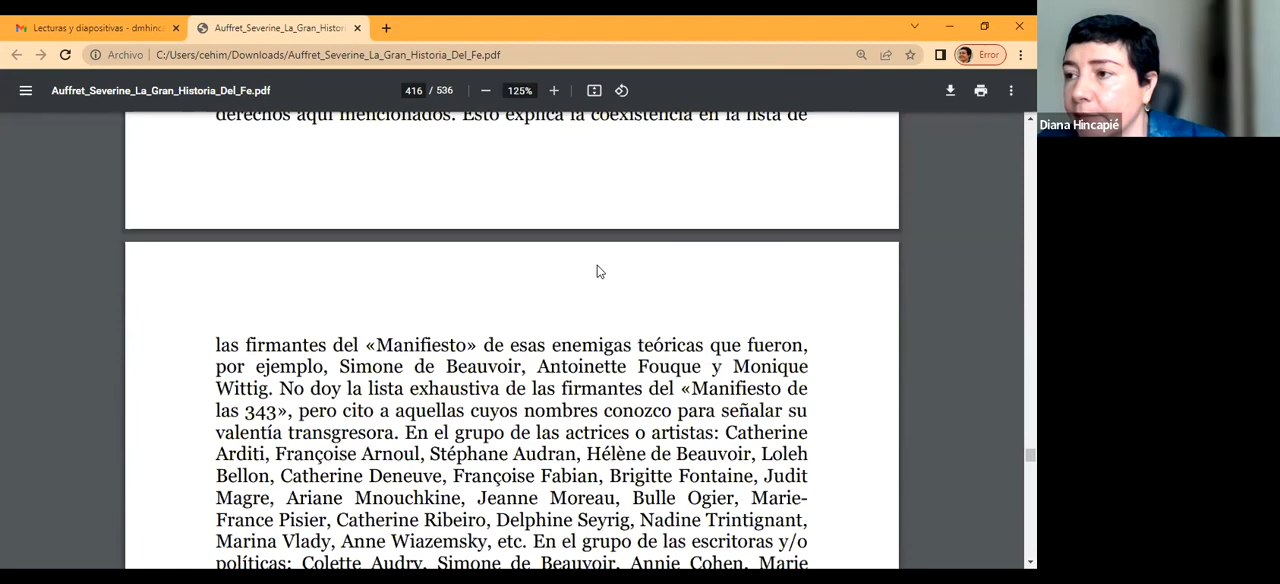 Lecturas y diapositivas - dmhinc
Auffret_Severine_La_Gran_Histor
Archivo
C:/Users/cehim/Downloads/Auffret_Severine_La_Gran_Historia_Del_Fe.pdf
Error
Auffret_Severine_La_Gran_Historia_Del_Fe.pdf
416 / 536
125%
Diana Hincapié
derechos aquí mencionados. Esto explica la coexistencia en la lista de
las firmantes del «Manifiesto» de esas enemigas teóricas que fueron,
por ejemplo, Simone de Beauvoir, Antoinette Fouque y Monique
Wittig. No doy la lista exhaustiva de las firmantes del «Manifiesto de
las 343», pero cito a aquellas cuyos nombres conozco para señalar su
valentía transgresora. En el grupo de las actrices o artistas: Catherine
Arditi, Françoise Arnoul, Stéphane Audran, Hélène de Beauvoir, Loleh
Bellon, Catherine Deneuve, Françoise Fabian, Brigitte Fontaine, Judit
Magre, Ariane Mnouchkine, Jeanne Moreau, Bulle Ogier, Marie-
France Pisier, Catherine Ribeiro, Delphine Seyrig, Nadine Trintignant,
Marina Vlady, Anne Wiazemsky, etc. En el grupo de las escritoras y/o
políticas: Colette Audry, Simone de Beauvoir, Annie Cohen, Marie